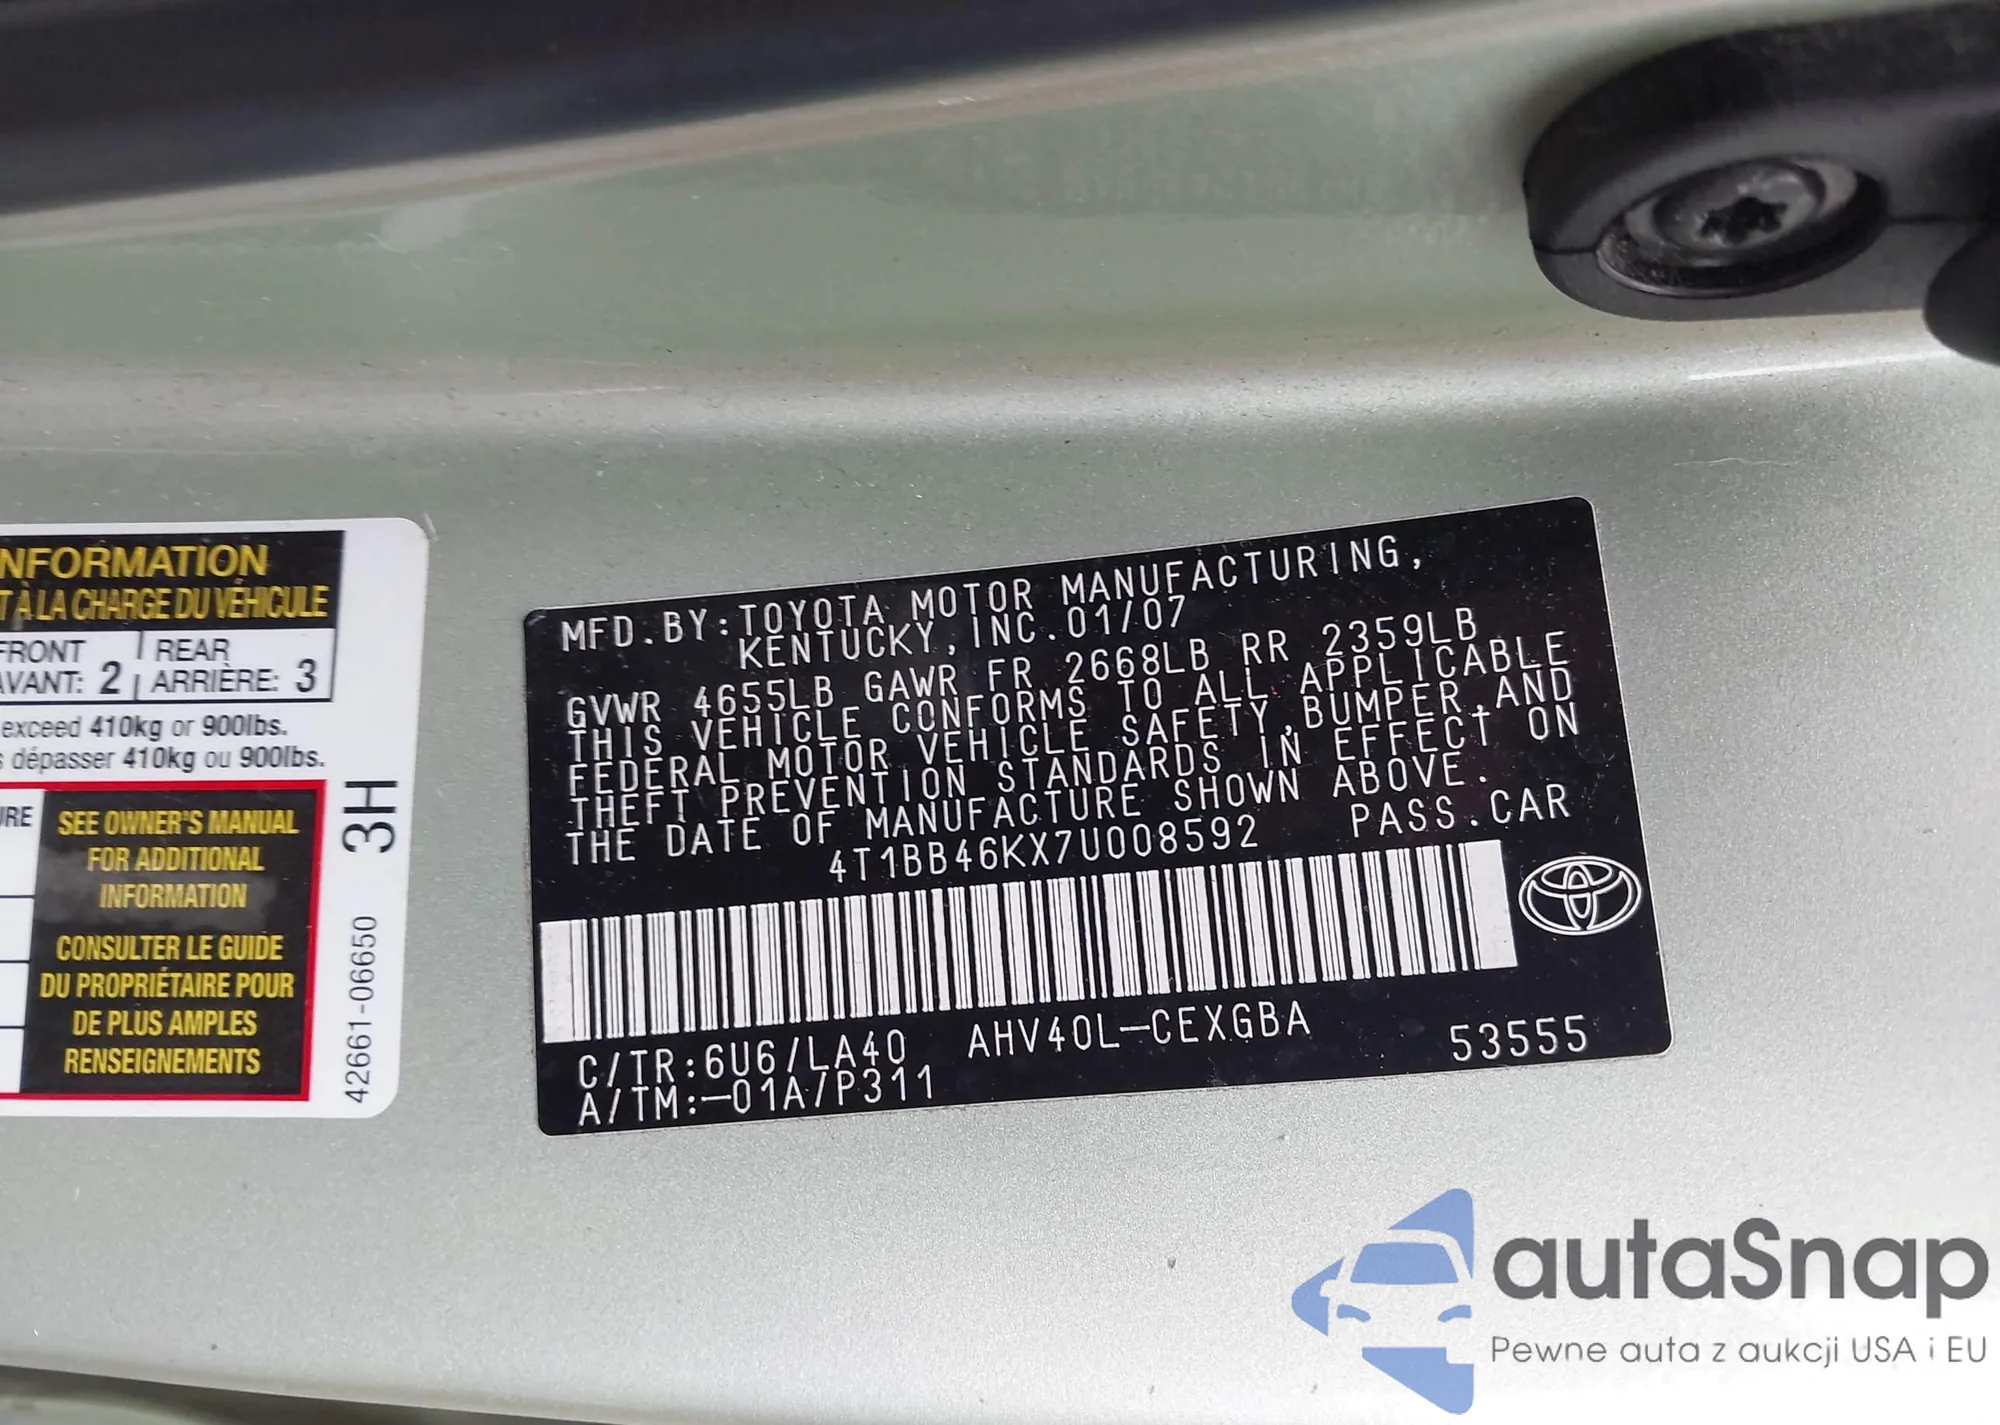 NFORMATION
T À LA CHARGE DU VÉHICULE
FRONT
AVANT: 2
REAR
ARRIÈRE: 3
exceed 410kg or 900lbs.
s dépasser 410kg ou 900lbs.
URE
SEE OWNER'S MANUAL
FOR ADDITIONAL
INFORMATION
CONSULTER LE GUIDE
DU PROPRIÉTAIRE POUR
DE PLUS AMPLES
RENSEIGNEMENTS
3H
42661-06650
MFD.BY:TOYOTA MOTOR MANUFACTURING,
KENTUCKY,INC.01/07
GVWR 4655LB GAWR FR 2668LB RR 2359LB
THIS VEHICLE CONFORMS TO ALL APPLICABLE
FEDERAL MOTOR VEHICLE SAFETY,BUMPER,AND
THEFT PREVENTION STANDARDS IN EFFECT ON
THE DATE OF MANUFACTURE SHOWN ABOVE.
4T1BB46KX7U008592 PASS.CAR
C/TR:6U6/LA40 AHV40L-CEXGBA 53555
A/TM:-01A/P311
autaSnap
Pewne auta z aukcji USA i EU